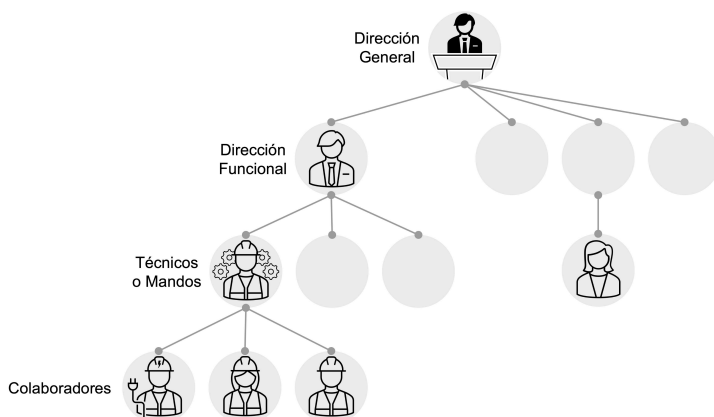 Dirección
General
Dirección
Funcional
Técnicos
o Mandos
Colaboradores